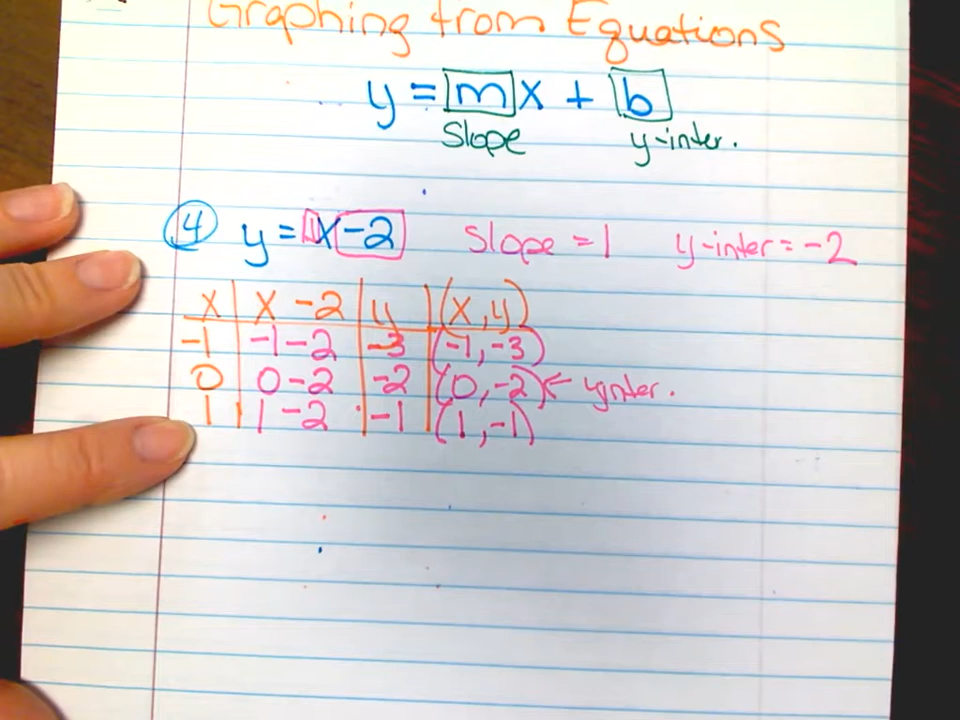 Graphing from Equations
y = mx + b
Slope y-inter.
4 y = 1x - 2 Slope = 1 y-inter = -2
x x - 2 y (x, y)
-1 -1 - 2 -3 (-1, -3)
0 0 - 2 -2 (0, -2) ← y-inter.
1 1 - 2 -1 (1, -1)